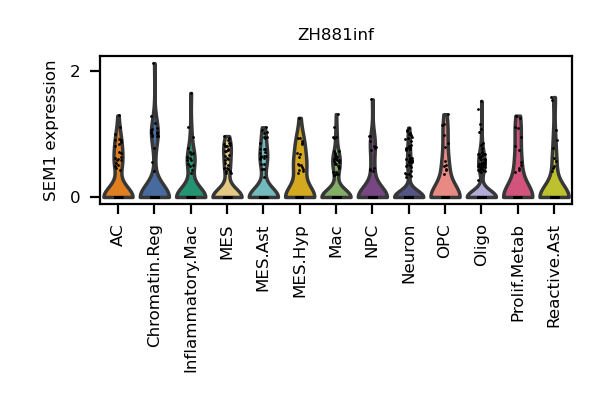 ZH881inf
SEM1 expression
2
0
AC
Chromatin.Reg
Inflammatory.Mac
MES
MES.Ast
MES.Hyp
Mac
NPC
Neuron
OPC
Oligo
Prolif.Metab
Reactive.Ast